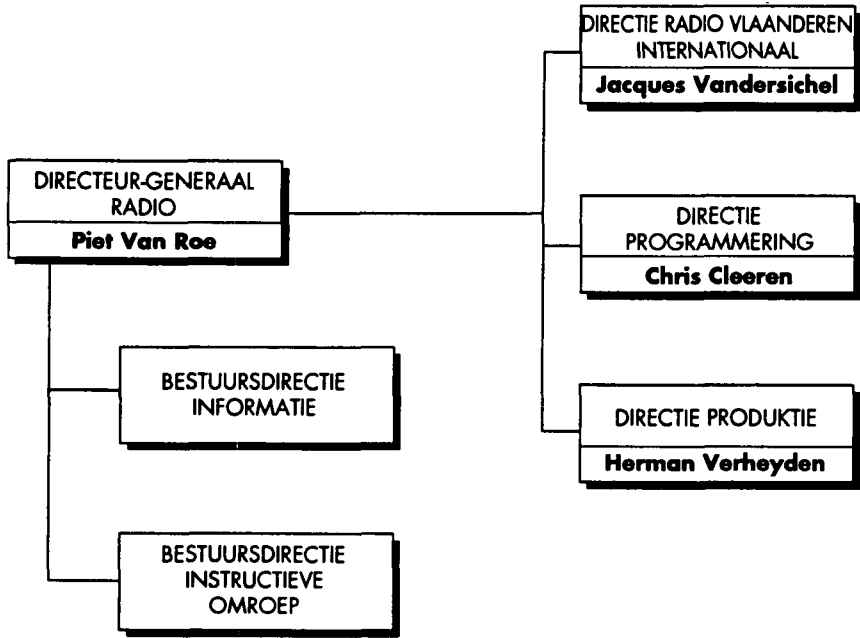 DIRECTIE RADIO VLAANDEREN
INTERNATIONAAL
Jacques Vandersichel
DIRECTEUR-GENERAAL
RADIO
Piet Van Roe
DIRECTIE
PROGRAMMERING
Chris Cleeren
BESTUURSDIRECTIE
INFORMATIE
DIRECTIE PRODUKTIE
Herman Verheyden
BESTUURSDIRECTIE
INSTRUCTIEVE
OMROEP